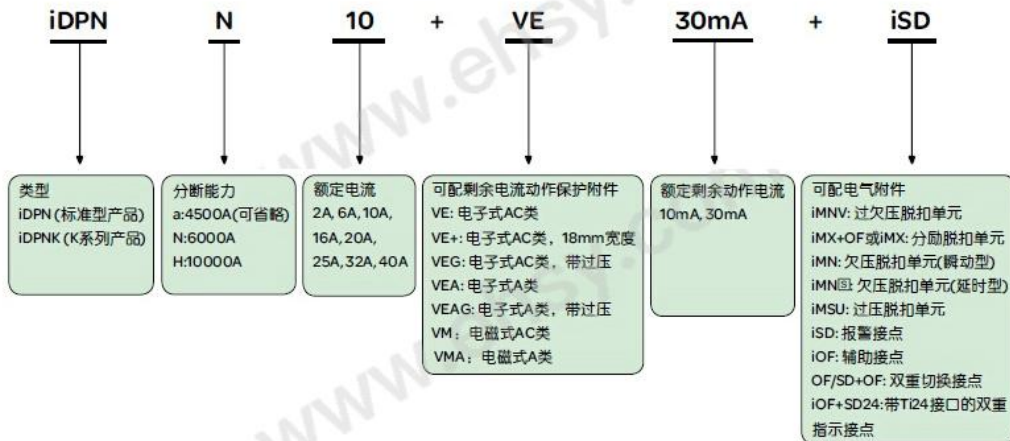 iDPN N 10 + VE 30mA + iSD
类型
iDPN (标准型产品)
iDPNK (K系列产品)
分断能力
a:4500A(可省略)
N:6000A
H:10000A
额定电流
2A, 6A, 10A,
16A, 20A,
25A, 32A, 40A
可配剩余电流动作保护附件
VE: 电子式AC类
VE+: 电子式AC类，18mm宽度
VEG: 电子式AC类，带过压
VEA: 电子式A类
VEAG: 电子式A类，带过压
VM：电磁式AC类
VMA：电磁式A类
额定剩余动作电流
10mA, 30mA
可配电气附件
iMNV: 过欠压脱扣单元
iMX+OF或iMX: 分励脱扣单元
iMN: 欠压脱扣单元(瞬动型)
iMN: 欠压脱扣单元(延时型)
iMSU: 过压脱扣单元
iSD: 报警接点
iOF: 辅助接点
OF/SD+OF: 双重切换接点
iOF+SD24:带Ti24接口的双重
指示接点
www.ehsy.com
www.ehsy.com